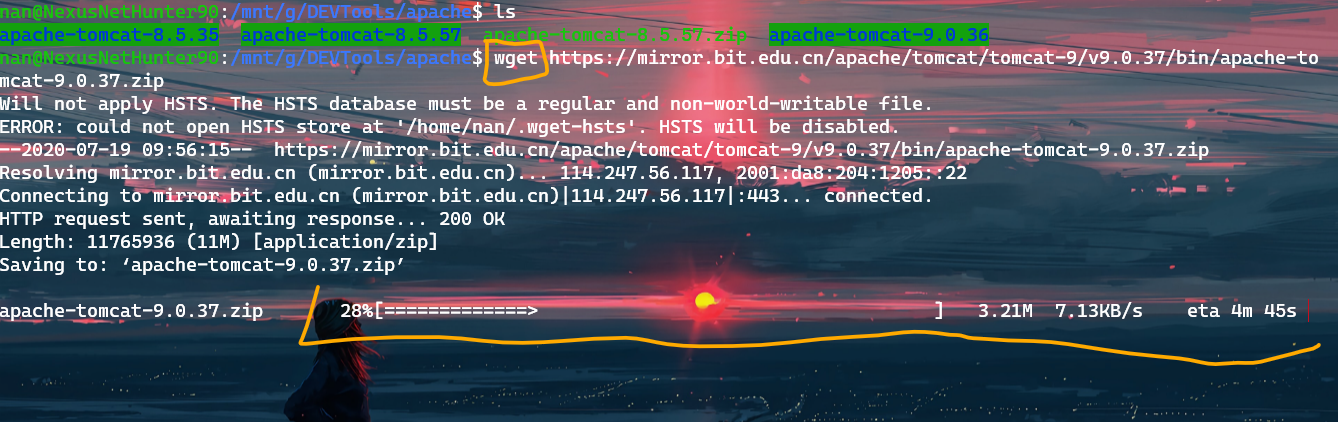 nan@NexusNetHunter90:/mnt/g/DEVTools/apache$ ls
apache-tomcat-8.5.35  apache-tomcat-8.5.57  apache-tomcat-8.5.57.zip  apache-tomcat-9.0.36
nan@NexusNetHunter90:/mnt/g/DEVTools/apache$ wget https://mirror.bit.edu.cn/apache/tomcat/tomcat-9/v9.0.37/bin/apache-to
mcat-9.0.37.zip
Will not apply HSTS. The HSTS database must be a regular and non-world-writable file.
ERROR: could not open HSTS store at '/home/nan/.wget-hsts'. HSTS will be disabled.
--2020-07-19 09:56:15--  https://mirror.bit.edu.cn/apache/tomcat/tomcat-9/v9.0.37/bin/apache-tomcat-9.0.37.zip
Resolving mirror.bit.edu.cn (mirror.bit.edu.cn)... 114.247.56.117, 2001:da8:204:1205::22
Connecting to mirror.bit.edu.cn (mirror.bit.edu.cn)|114.247.56.117|:443... connected.
HTTP request sent, awaiting response... 200 OK
Length: 11765936 (11M) [application/zip]
Saving to: ‘apache-tomcat-9.0.37.zip’
apache-tomcat-9.0.37.zip       28%[=============>                                    ]   3.21M  7.13KB/s    eta 4m 45s